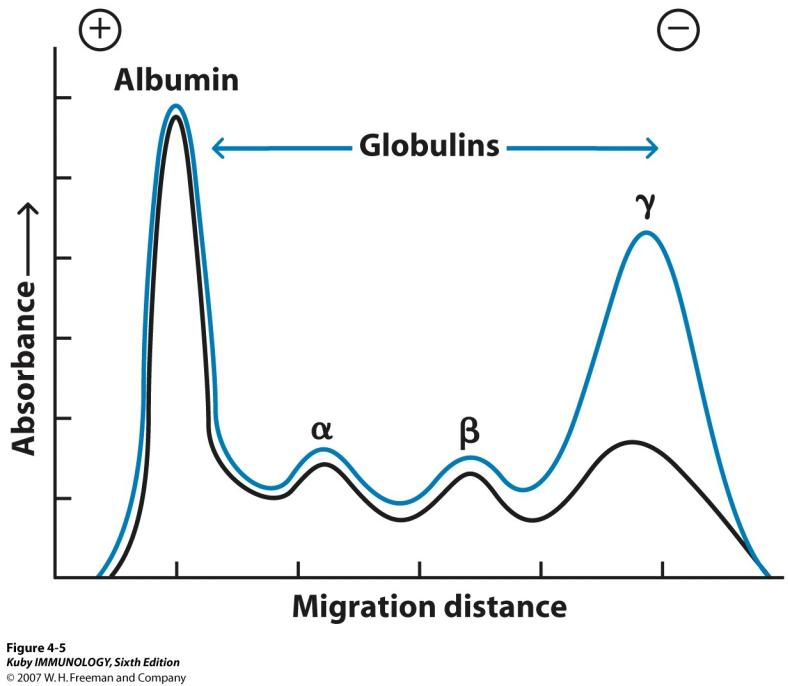 +
−
Albumin
Globulins
γ
α
β
Absorbance
Migration distance
Figure 4-5
Kuby IMMUNOLOGY, Sixth Edition
© 2007 W. H. Freeman and Company